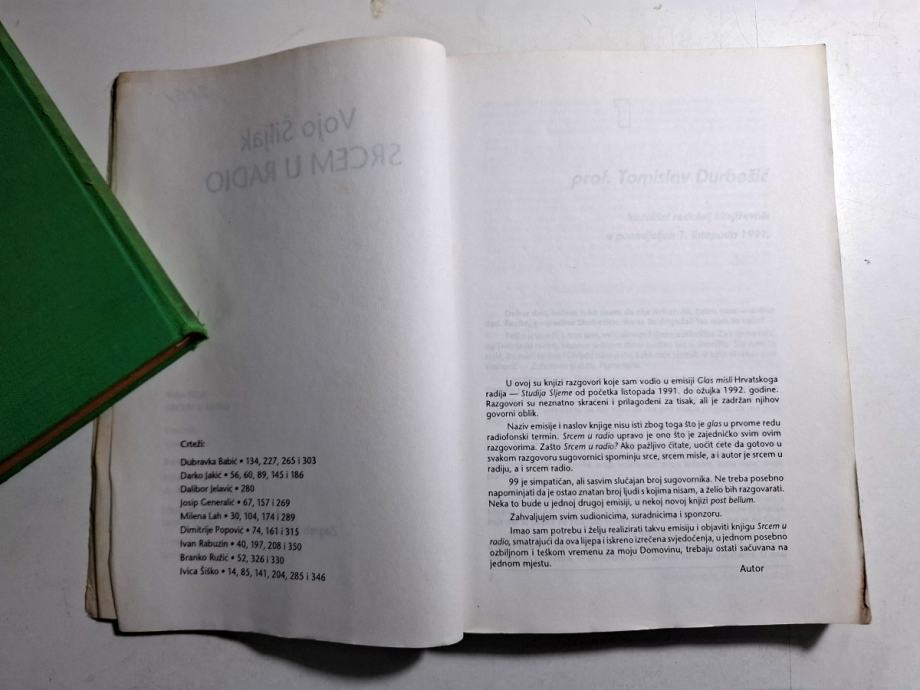 Crteži:
Dubravka Babić • 134, 227, 265 i 303
Darko Jakić • 56, 60, 89, 145 i 186
Dalibor Jelavić • 280
Josip Generalić • 67, 157 i 269
Milena Lah • 30, 104, 174 i 289
Dimitrije Popović • 74, 161 i 315
Ivan Rabuzin • 40, 197, 208 i 350
Branko Ružić • 52, 326 i 330
Ivica Šiško • 14, 85, 141, 204, 285 i 346
Vojo Šiljak
SRCEM U RADIO
prof. Tomislav Durbešić
U ovoj su knjizi razgovori koje sam vodio u emisiji Glas misli Hrvatskoga
radija — Studija Sljeme od početka listopada 1991. do ožujka 1992. godine.
Razgovori su neznatno skraćeni i prilagođeni za tisak, ali je zadržan njihov
govorni oblik.
Naziv emisije i naslov knjige nisu isti zbog toga što je glas u prvome redu
radiofonski termin. Srcem u radio upravo je ono što je zajedničko svim ovim
razgovorima. Zašto Srcem u radio? Ako pažljivo čitate, uočit ćete da gotovo u
svakom razgovoru sugovornici spominju srce, srcem misle, a i autor je srcem u
radiju, a i srcem radio.
99 je simpatičan, ali sasvim slučajan broj sugovornika. Ne treba posebno
napominjati da je ostao znatan broj ljudi s kojima nisam, a želio bih razgovarati.
Neka to bude u jednoj drugoj emisiji, u nekoj novoj knjizi post bellum.
Zahvaljujem svim sudionicima, suradnicima i sponzoru.
Imao sam potrebu i želju realizirati takvu emisiju i objaviti knjigu Srcem u
radio, smatrajući da ova lijepa i iskreno izrečena svjedočenja, u jednom posebno
ozbiljnom i teškom vremenu za moju Domovinu, trebaju ostati sačuvana na
jednom mjestu.
Autor